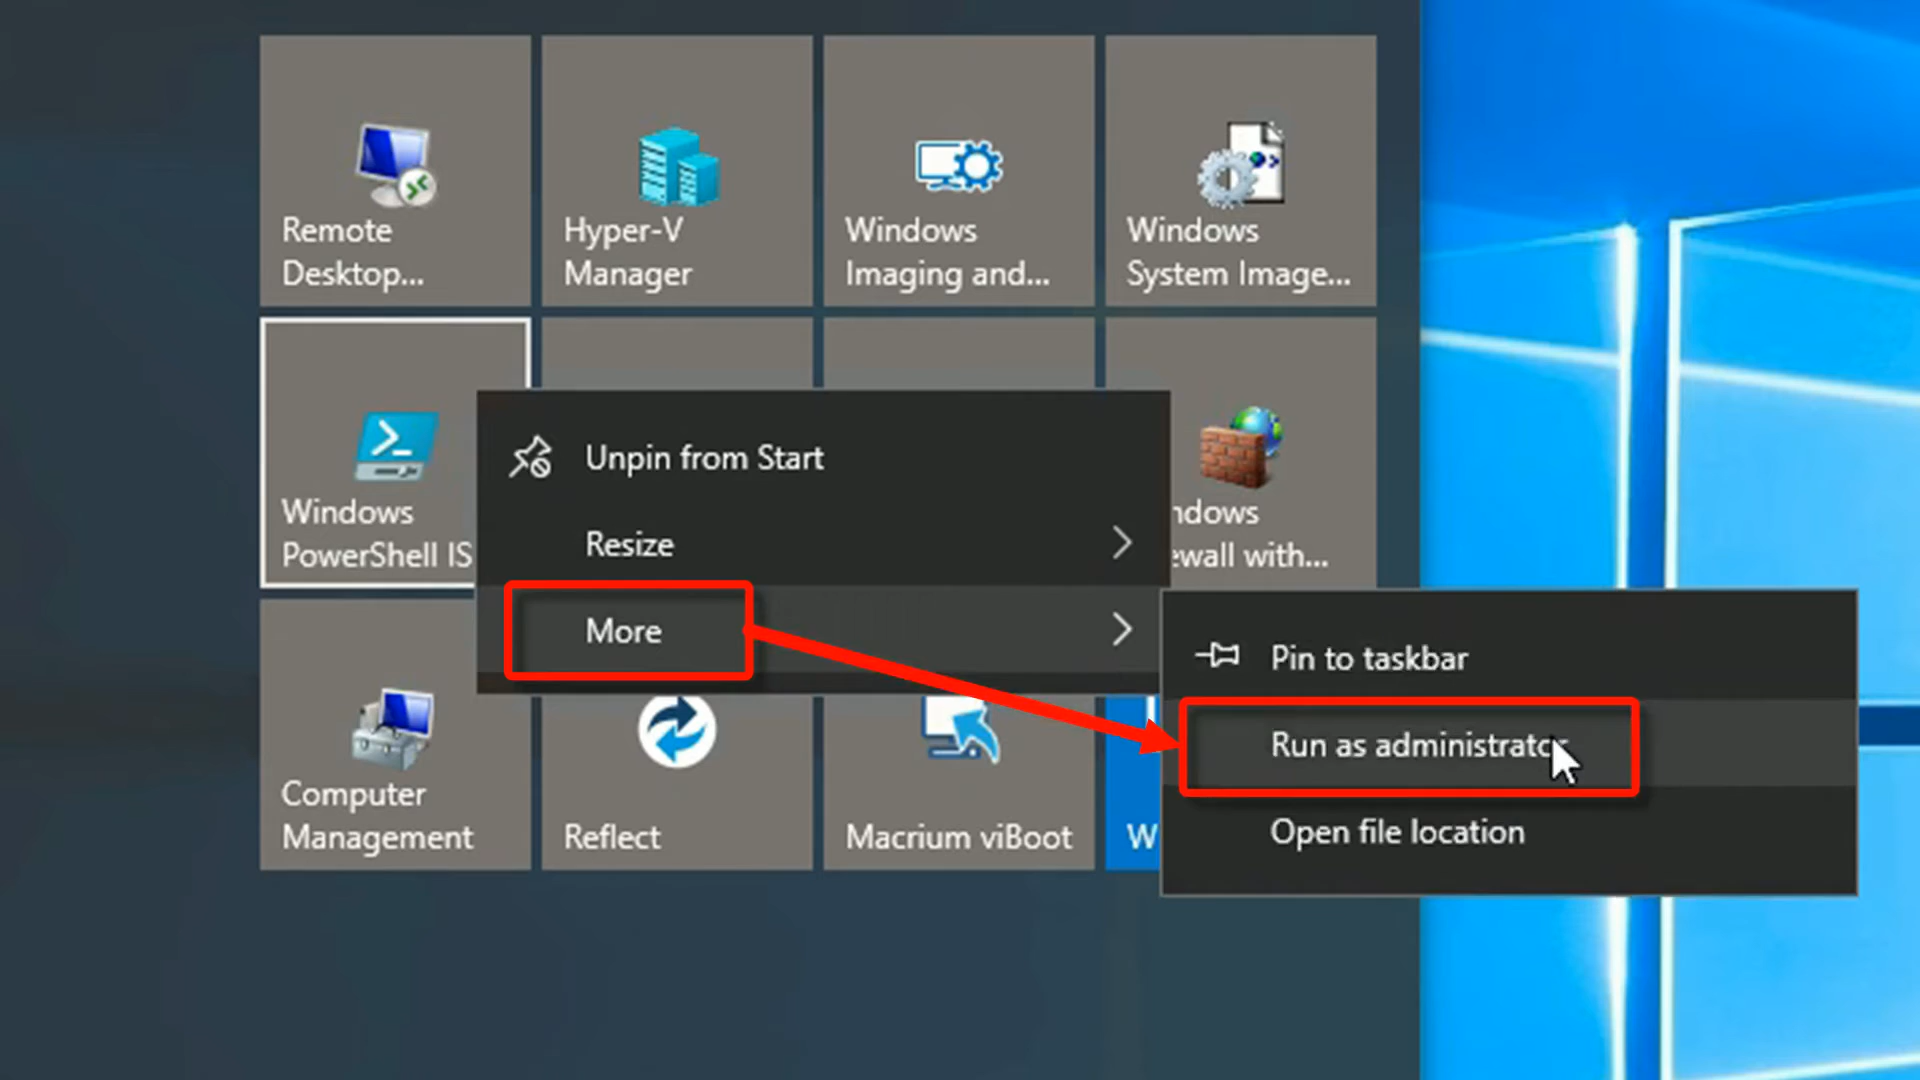 Remote
Desktop...
Hyper-V
Manager
Windows
Imaging and...
Windows
System Image...
Windows
PowerShell IS
ndows
ewall with...
Unpin from Start
Resize
More
Pin to taskbar
Run as administrator
Open file location
Computer
Management
Reflect
Macrium viBoot
W